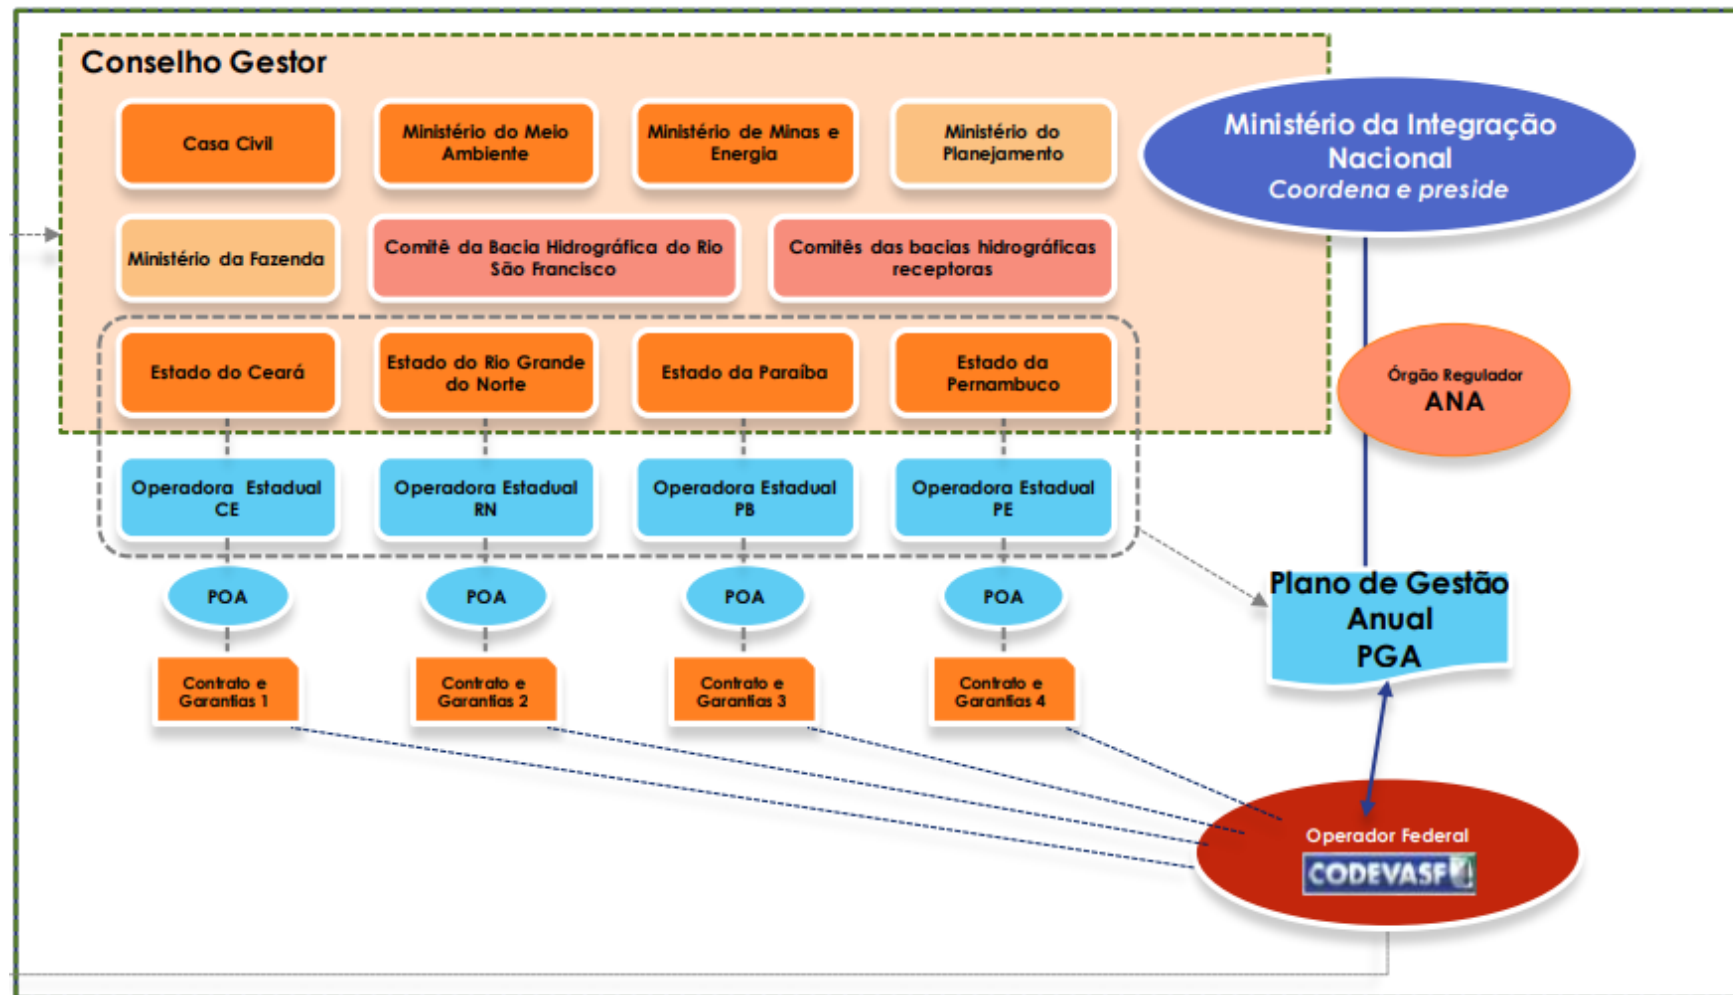 Conselho Gestor
Casa Civil
Ministério do Meio
Ambiente
Ministério de Minas e
Energia
Ministério do
Planejamento
Ministério da Integração
Nacional
Coordena e preside
Ministério da Fazenda
Comitê da Bacia Hidrográfica do Rio
São Francisco
Comitês das bacias hidrográficas
receptoras
Estado do Ceará
Estado do Rio Grande
do Norte
Estado da Paraíba
Estado da
Pernambuco
Órgão Regulador
ANA
Operadora Estadual
CE
Operadora Estadual
RN
Operadora Estadual
PB
Operadora Estadual
PE
POA
POA
POA
POA
Plano de Gestão
Anual
PGA
Contrato e
Garantias 1
Contrato e
Garantias 2
Contrato e
Garantias 3
Contrato e
Garantias 4
Operador Federal
CODEVASF